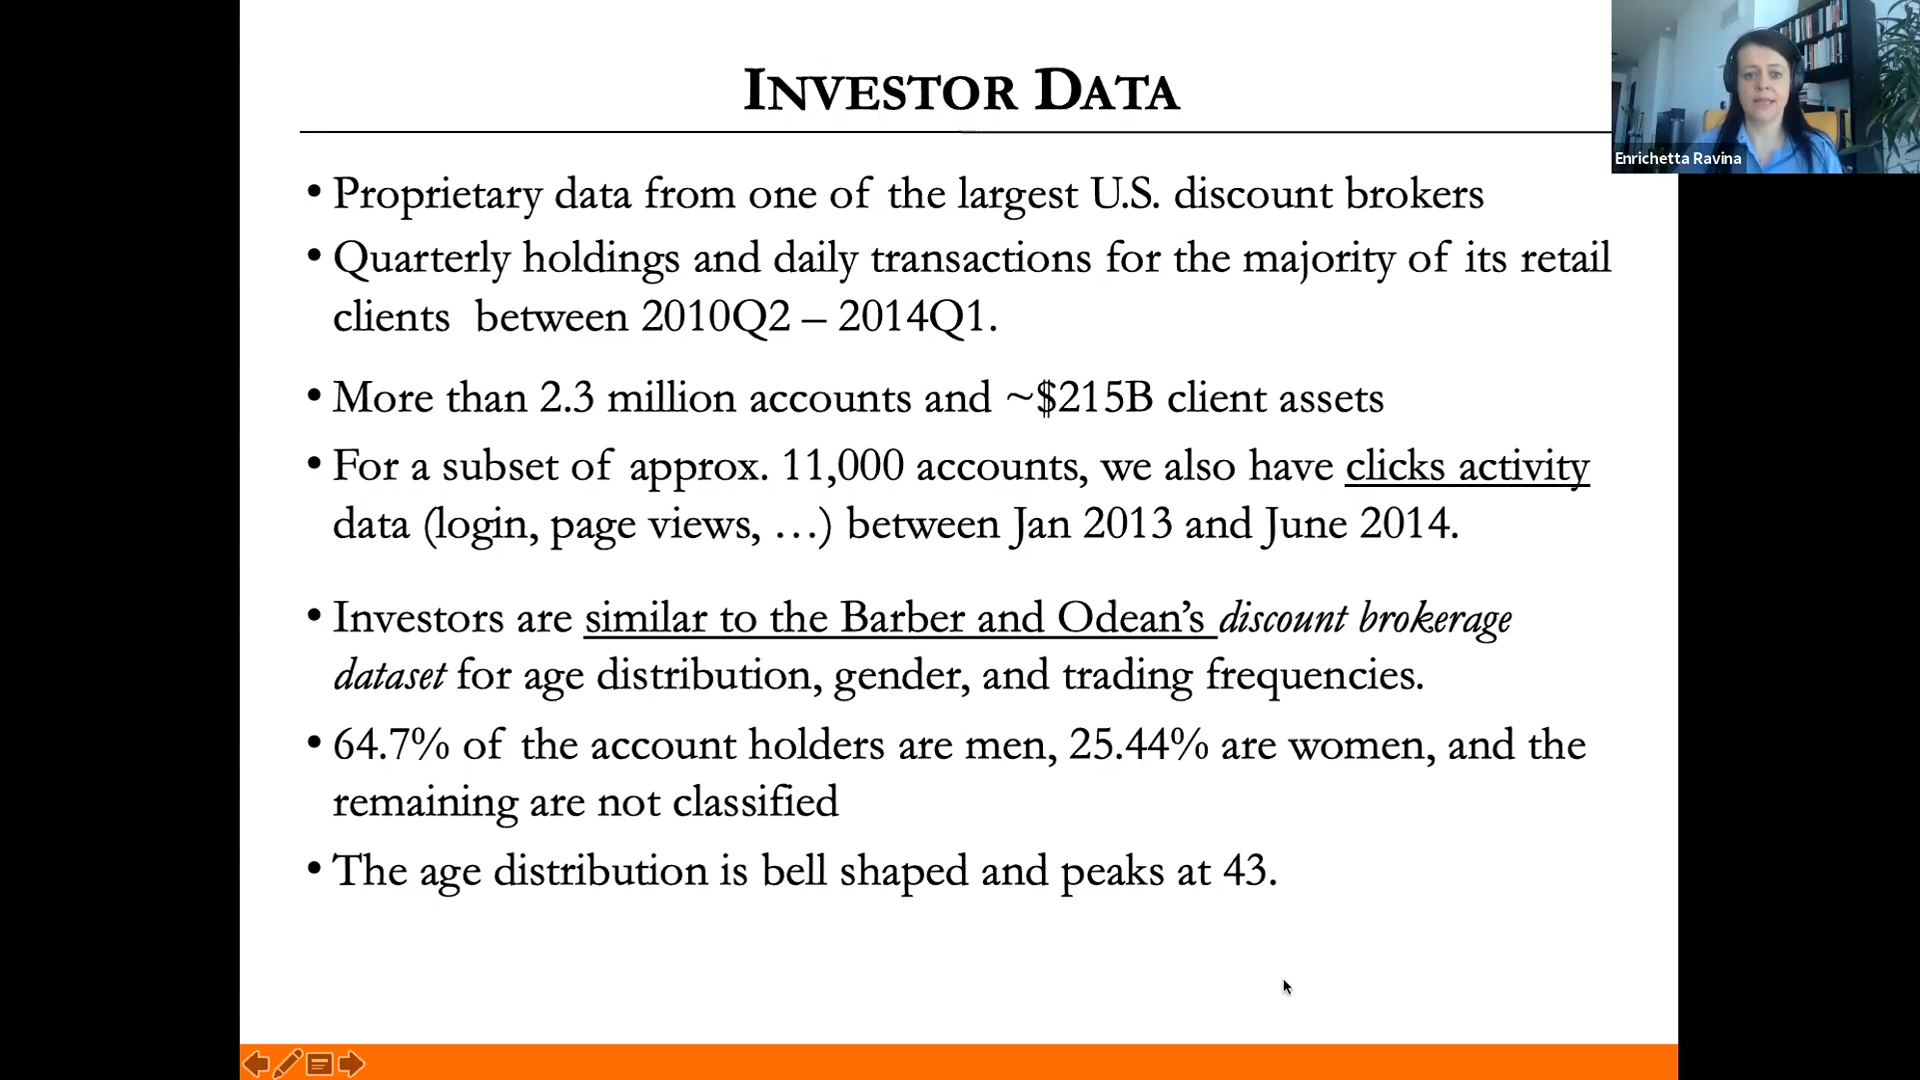 INVESTOR DATA
Enrichetta Ravina
• Proprietary data from one of the largest U.S. discount brokers
• Quarterly holdings and daily transactions for the majority of its retail
clients between 2010Q2 – 2014Q1.
• More than 2.3 million accounts and ~$215B client assets
• For a subset of approx. 11,000 accounts, we also have clicks activity
data (login, page views, …) between Jan 2013 and June 2014.
• Investors are similar to the Barber and Odean’s discount brokerage
dataset for age distribution, gender, and trading frequencies.
• 64.7% of the account holders are men, 25.44% are women, and the
remaining are not classified
• The age distribution is bell shaped and peaks at 43.